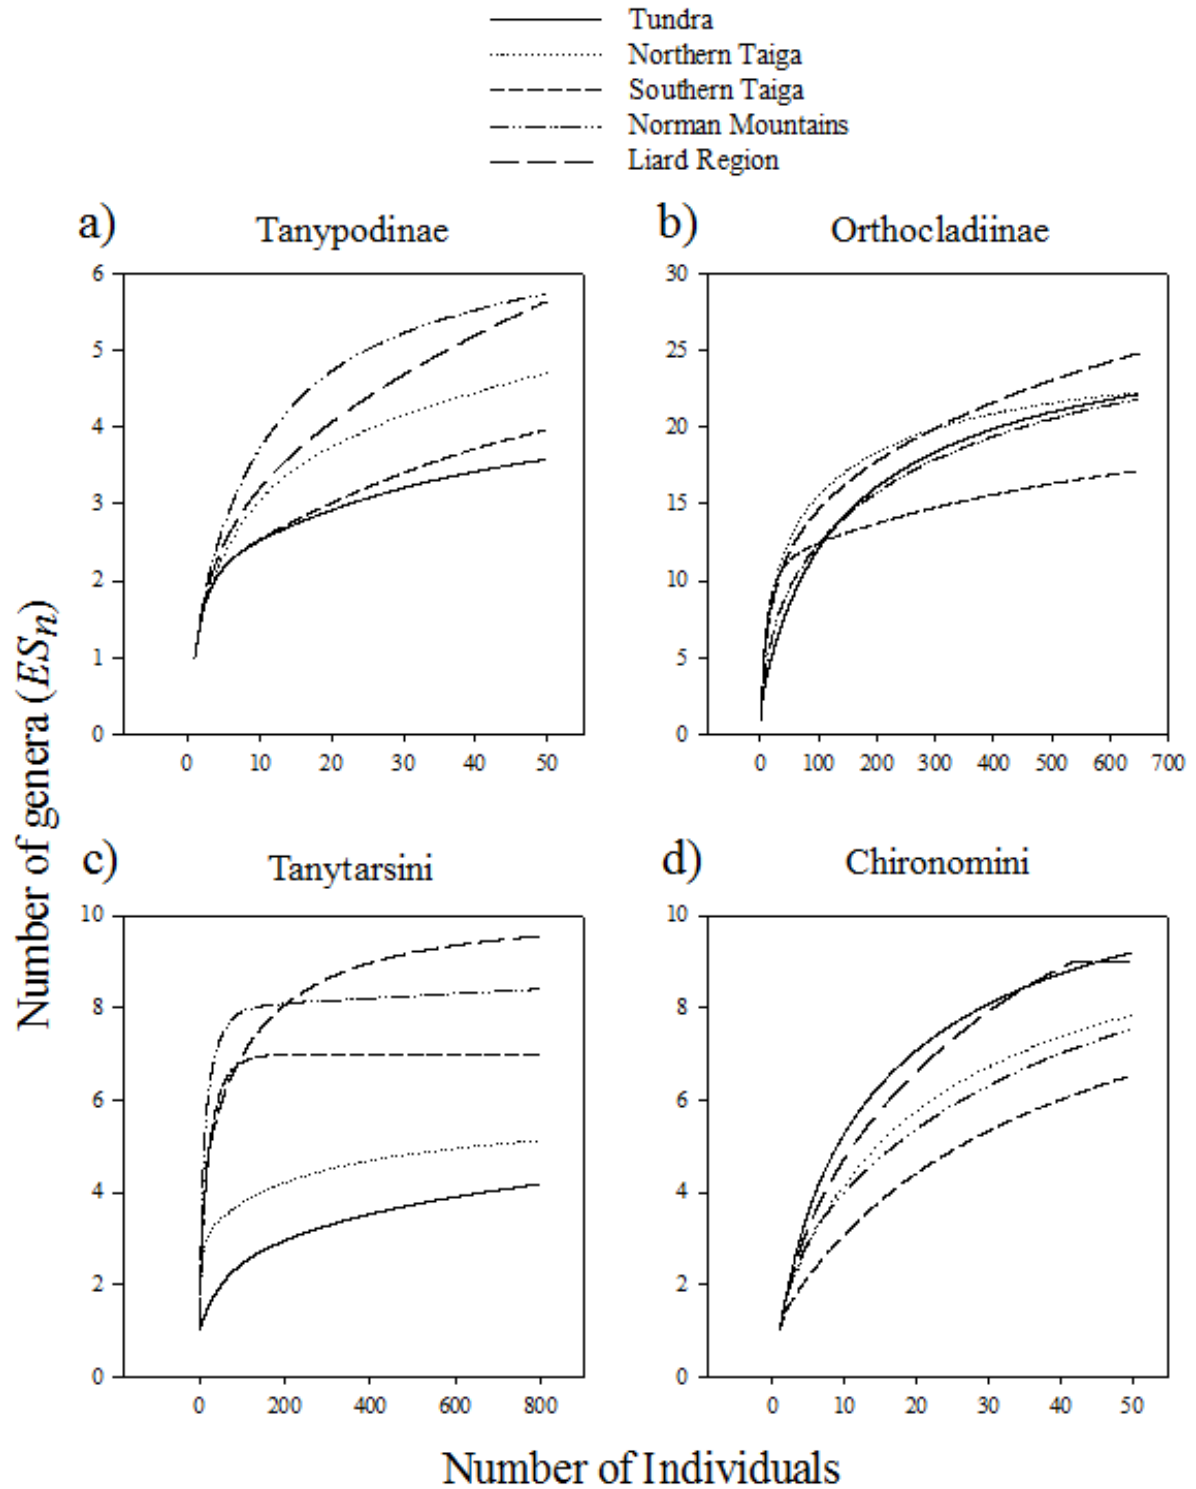 Tundra
Northern Taiga
Southern Taiga
Norman Mountains
Liard Region
a)
Tanypodinae
6
5
4
3
2
1
0
0 10 20 30 40 50
b)
Orthocladiinae
30
25
20
15
10
5
0
0 100 200 300 400 500 600 700
Number of genera (ESn)
c)
Tanytarsini
10
8
6
4
2
0
0 200 400 600 800
d)
Chironomini
10
8
6
4
2
0
0 10 20 30 40 50
Number of Individuals